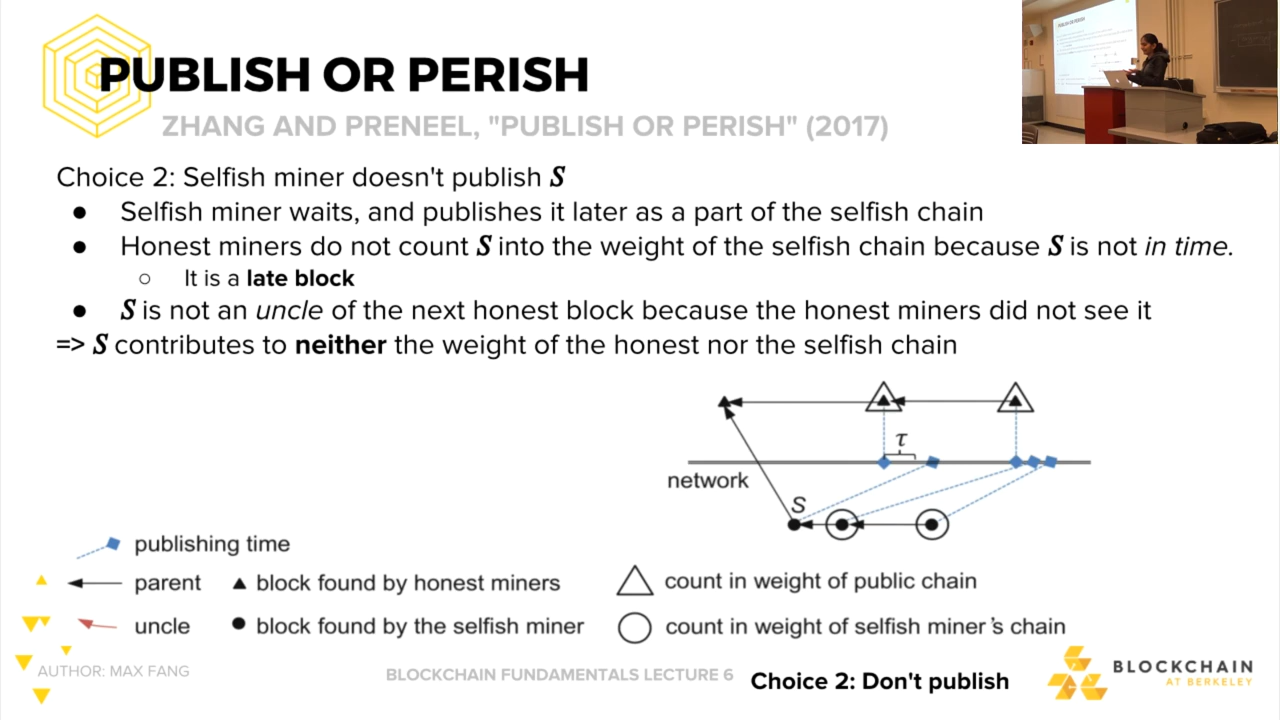 PUBLISH OR PERISH
ZHANG AND PRENEEL, "PUBLISH OR PERISH" (2017)
Choice 2: Selfish miner doesn't publish S
● Selfish miner waits, and publishes it later as a part of the selfish chain
● Honest miners do not count S into the weight of the selfish chain because S is not in time.
○ It is a late block
● S is not an uncle of the next honest block because the honest miners did not see it
=> S contributes to neither the weight of the honest nor the selfish chain
τ
network
S
publishing time
parent
block found by honest miners
count in weight of public chain
uncle
block found by the selfish miner
count in weight of selfish miner's chain
AUTHOR: MAX FANG
BLOCKCHAIN FUNDAMENTALS LECTURE 6
Choice 2: Don't publish
BLOCKCHAIN
AT BERKELEY